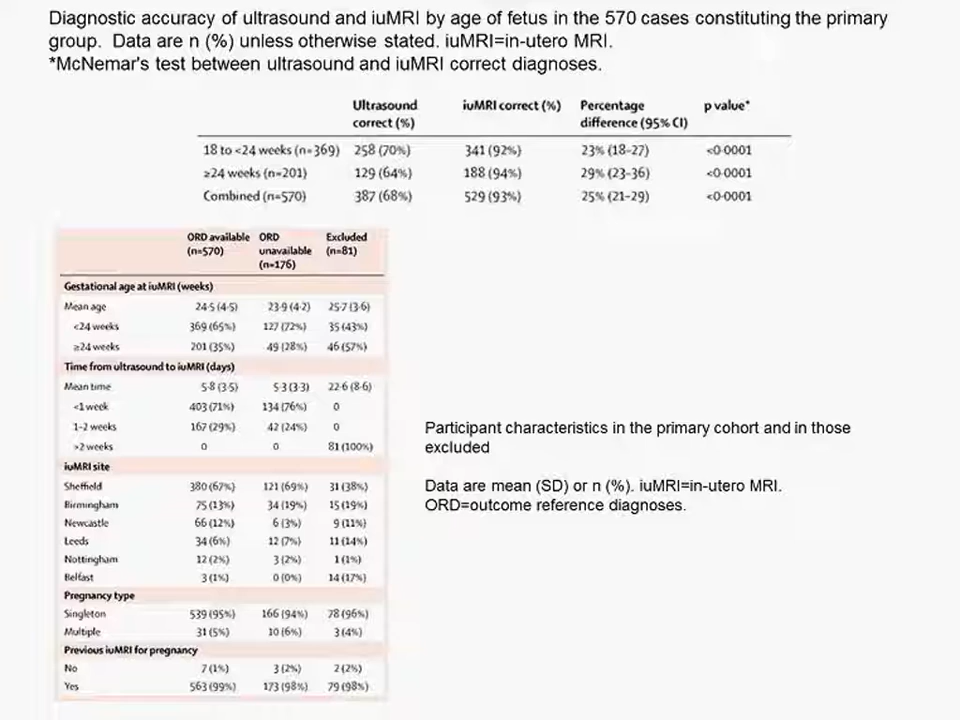 Diagnostic accuracy of ultrasound and iuMRI by age of fetus in the 570 cases constituting the primary
group. Data are n (%) unless otherwise stated. iuMRI=in-utero MRI.
*McNemar's test between ultrasound and iuMRI correct diagnoses.
Ultrasound correct (%) iuMRI correct (%) Percentage difference (95% CI) p value*
18 to <24 weeks (n=369) 258 (70%) 341 (92%) 23% (18-27) <0·0001
≥24 weeks (n=201) 129 (64%) 188 (94%) 29% (23-36) <0·0001
Combined (n=570) 387 (68%) 529 (93%) 25% (21-29) <0·0001
ORD available (n=570) ORD unavailable (n=176) Excluded (n=81)
Gestational age at iuMRI (weeks)
Mean age 24·5 (4·5) 23·9 (4·2) 25·7 (3·6)
<24 weeks 369 (65%) 127 (72%) 35 (43%)
≥24 weeks 201 (35%) 49 (28%) 46 (57%)
Time from ultrasound to iuMRI (days)
Mean time 5·8 (3·5) 5·3 (3·3) 22·6 (8·6)
<1 week 403 (71%) 134 (76%) 0
1-2 weeks 167 (29%) 42 (24%) 0
>2 weeks 0 0 81 (100%)
iuMRI site
Sheffield 380 (67%) 121 (69%) 31 (38%)
Birmingham 75 (13%) 34 (19%) 15 (19%)
Newcastle 66 (12%) 6 (3%) 9 (11%)
Leeds 34 (6%) 12 (7%) 11 (14%)
Nottingham 12 (2%) 3 (2%) 1 (1%)
Belfast 3 (1%) 0 (0%) 14 (17%)
Pregnancy type
Singleton 539 (95%) 166 (94%) 78 (96%)
Multiple 31 (5%) 10 (6%) 3 (4%)
Previous iuMRI for pregnancy
No 7 (1%) 3 (2%) 2 (2%)
Yes 563 (99%) 173 (98%) 79 (98%)
Participant characteristics in the primary cohort and in those
excluded
Data are mean (SD) or n (%). iuMRI=in-utero MRI.
ORD=outcome reference diagnoses.